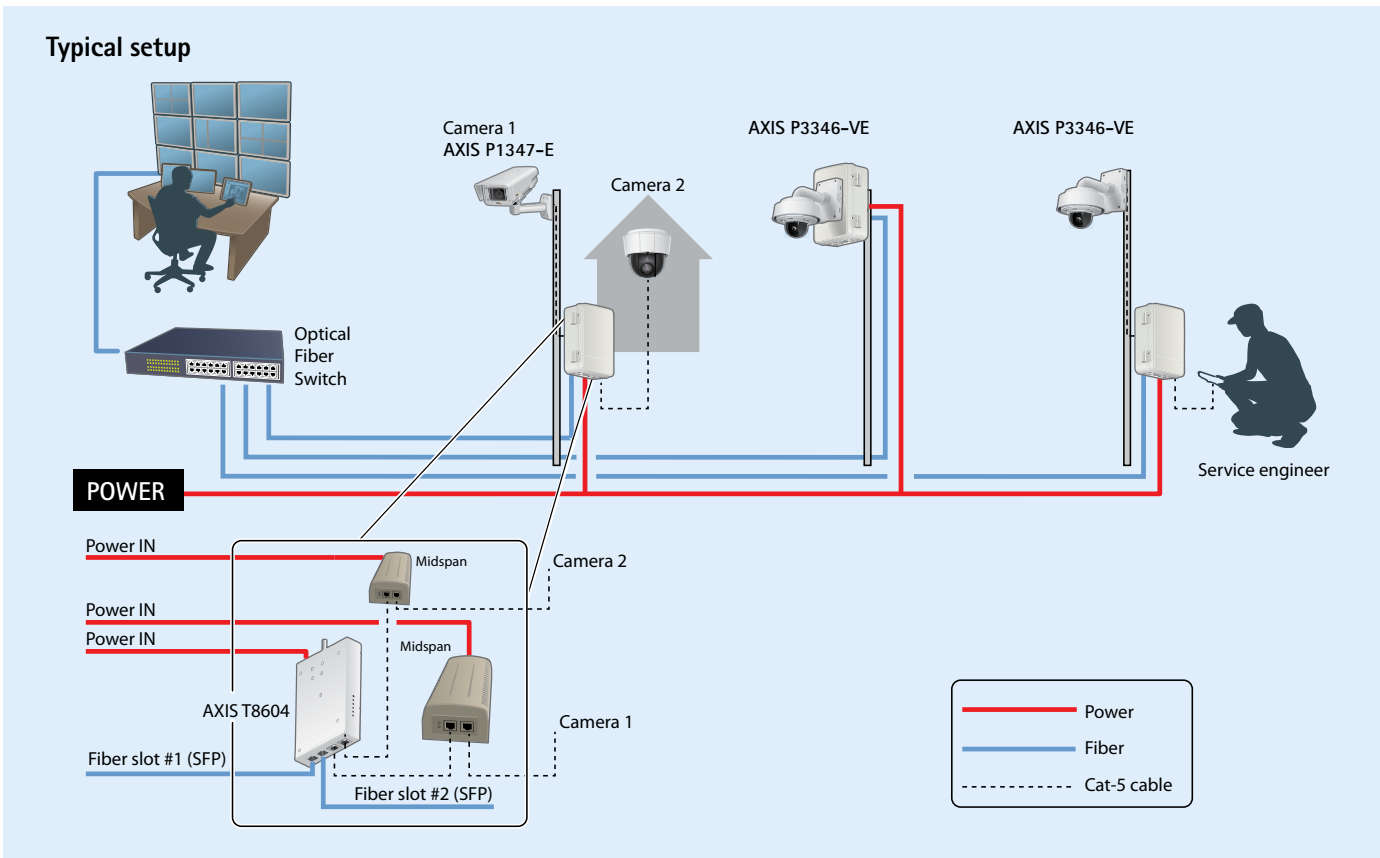 Typical setup
Camera 1
AXIS P1347-E
Camera 2
AXIS P3346-VE
AXIS P3346-VE
Optical
Fiber
Switch
Service engineer
POWER
Power IN
Midspan
Camera 2
Power IN
Power IN
Midspan
AXIS T8604
Camera 1
Fiber slot #1 (SFP)
Fiber slot #2 (SFP)
Power
Fiber
Cat-5 cable